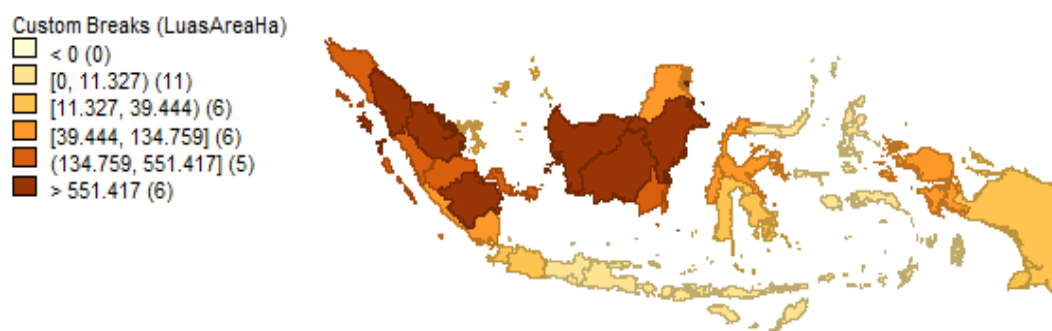 Custom Breaks (LuasAreaHa)
< 0 (0)
[0, 11.327) (11)
[11.327, 39.444) (6)
[39.444, 134.759] (6)
(134.759, 551.417] (5)
> 551.417 (6)